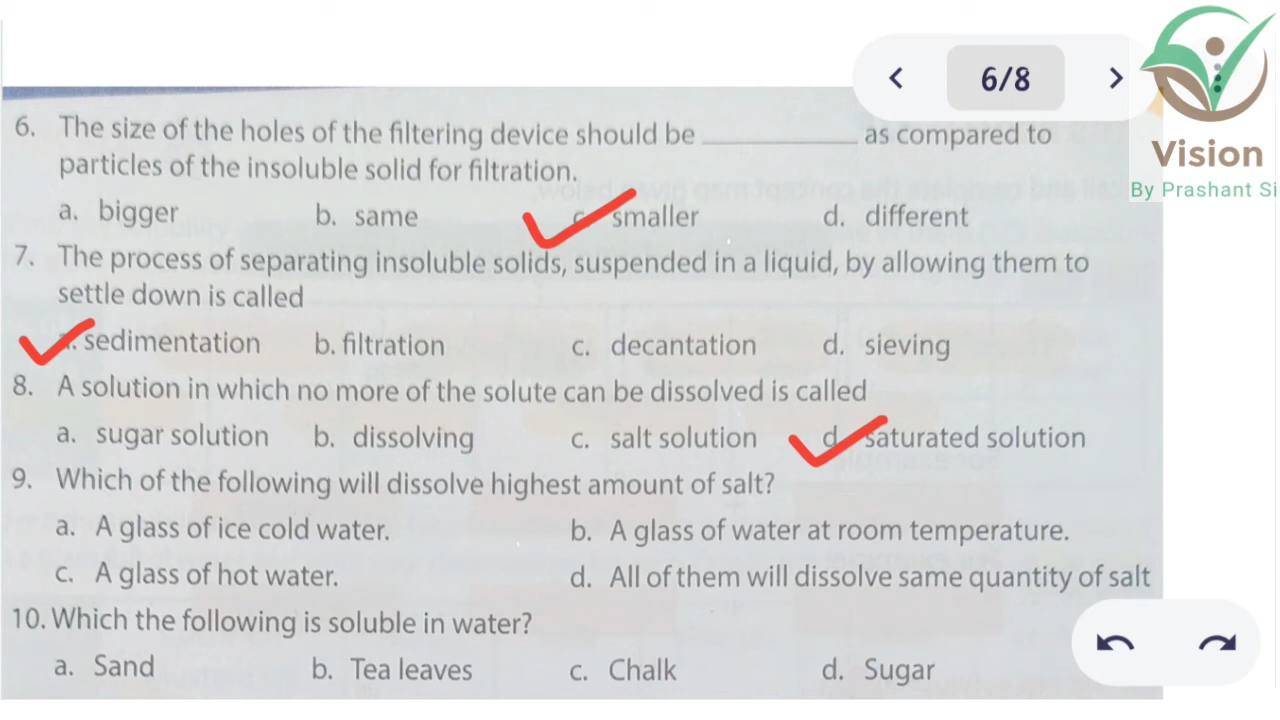 6/8
Vision
By Prashant Si
6. The size of the holes of the filtering device should be __________ as compared to
particles of the insoluble solid for filtration.
a. bigger b. same c. smaller d. different
7. The process of separating insoluble solids, suspended in a liquid, by allowing them to
settle down is called
a. sedimentation b. filtration c. decantation d. sieving
8. A solution in which no more of the solute can be dissolved is called
a. sugar solution b. dissolving c. salt solution d. saturated solution
9. Which of the following will dissolve highest amount of salt?
a. A glass of ice cold water. b. A glass of water at room temperature.
c. A glass of hot water. d. All of them will dissolve same quantity of salt
10. Which the following is soluble in water?
a. Sand b. Tea leaves c. Chalk d. Sugar